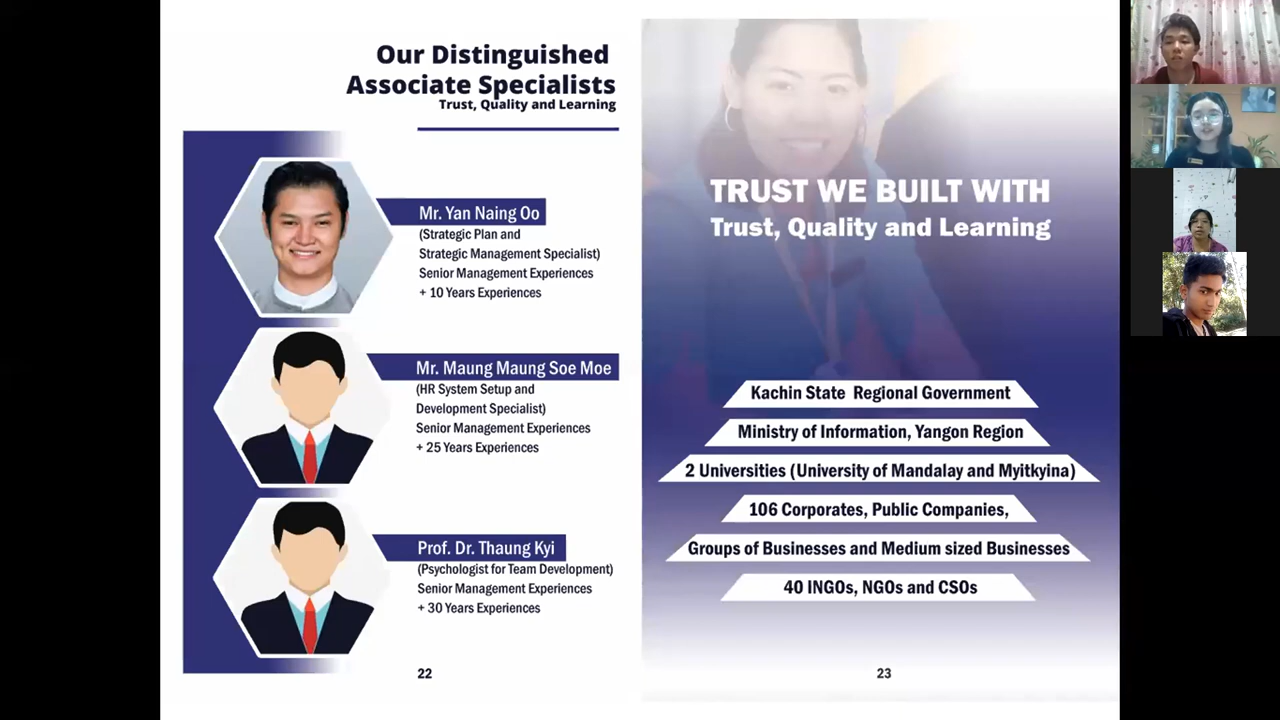 Our Distinguished
Associate Specialists
Trust, Quality and Learning
Mr. Yan Naing Oo
(Strategic Plan and
Strategic Management Specialist)
Senior Management Experiences
+ 10 Years Experiences
Mr. Maung Maung Soe Moe
(HR System Setup and
Development Specialist)
Senior Management Experiences
+ 25 Years Experiences
Prof. Dr. Thaung Kyi
(Psychologist for Team Development)
Senior Management Experiences
+ 30 Years Experiences
22
TRUST WE BUILT WITH
Trust, Quality and Learning
Kachin State Regional Government
Ministry of Information, Yangon Region
2 Universities (University of Mandalay and Myitkyina)
106 Corporates, Public Companies,
Groups of Businesses and Medium sized Businesses
40 INGOs, NGOs and CSOs
23